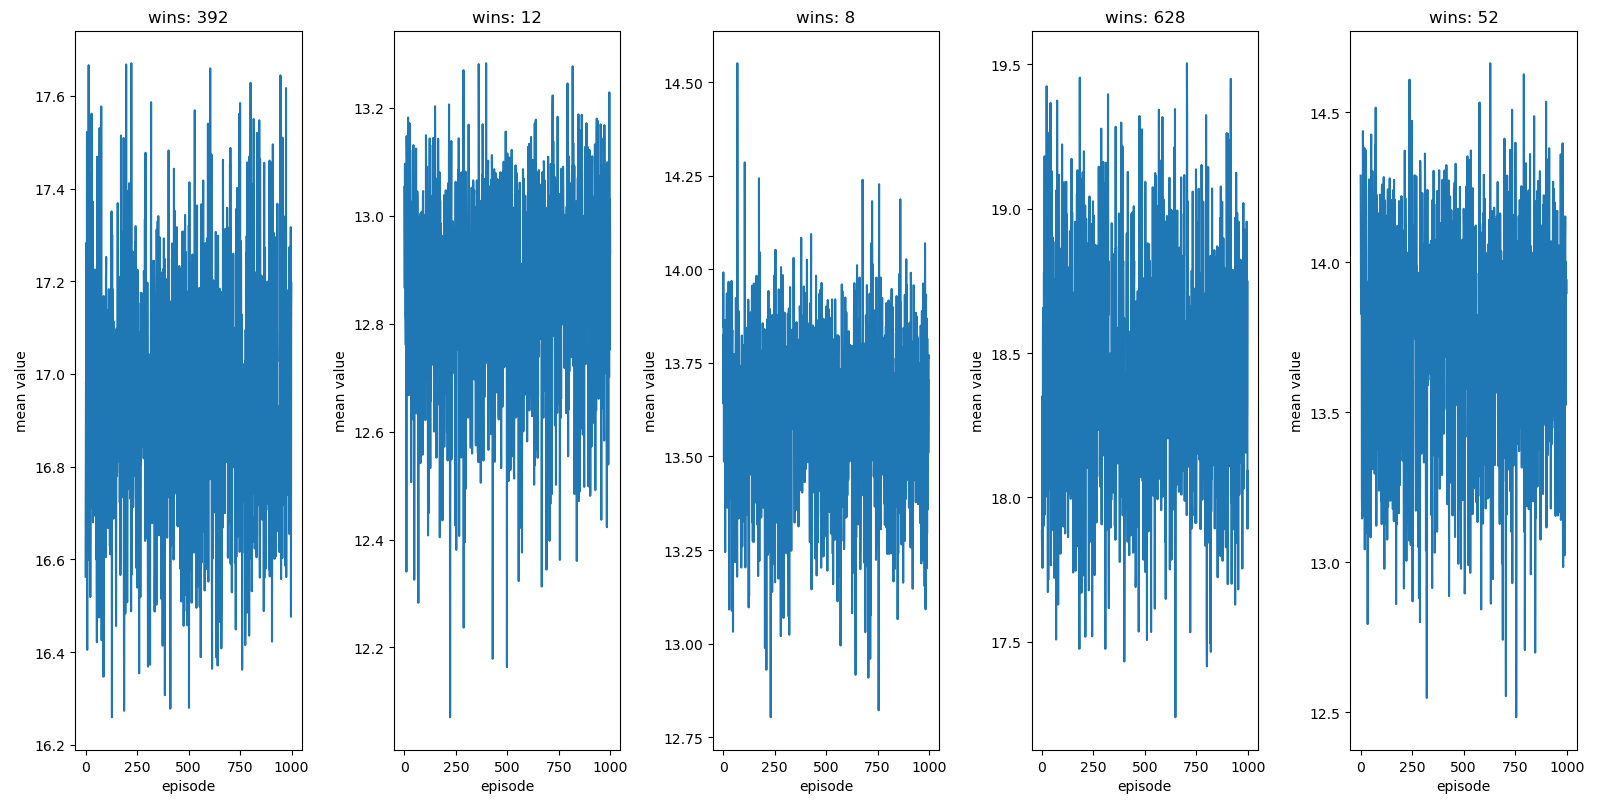 wins: 392
17.6
17.4
17.2
17.0
16.8
16.6
16.4
16.2
mean value
0 250 500 750 1000
episode
wins: 12
13.2
13.0
12.8
12.6
12.4
12.2
mean value
0 250 500 750 1000
episode
wins: 8
14.50
14.25
14.00
13.75
13.50
13.25
13.00
12.75
mean value
0 250 500 750 1000
episode
wins: 628
19.5
19.0
18.5
18.0
17.5
mean value
0 250 500 750 1000
episode
wins: 52
14.5
14.0
13.5
13.0
12.5
mean value
0 250 500 750 1000
episode